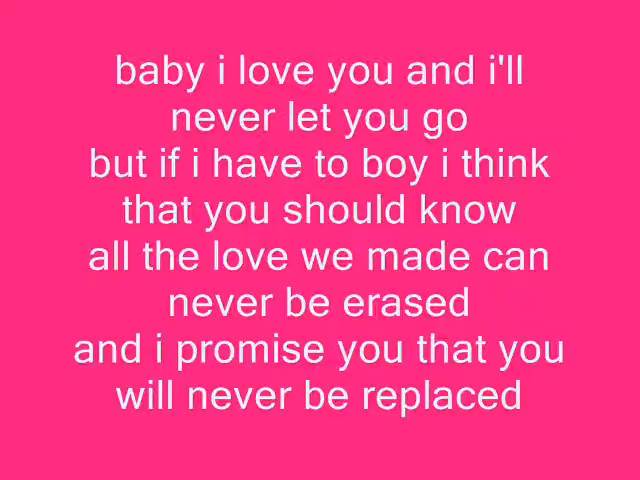 baby i love you and i'll
never let you go
but if i have to boy i think
that you should know
all the love we made can
never be erased
and i promise you that you
will never be replaced